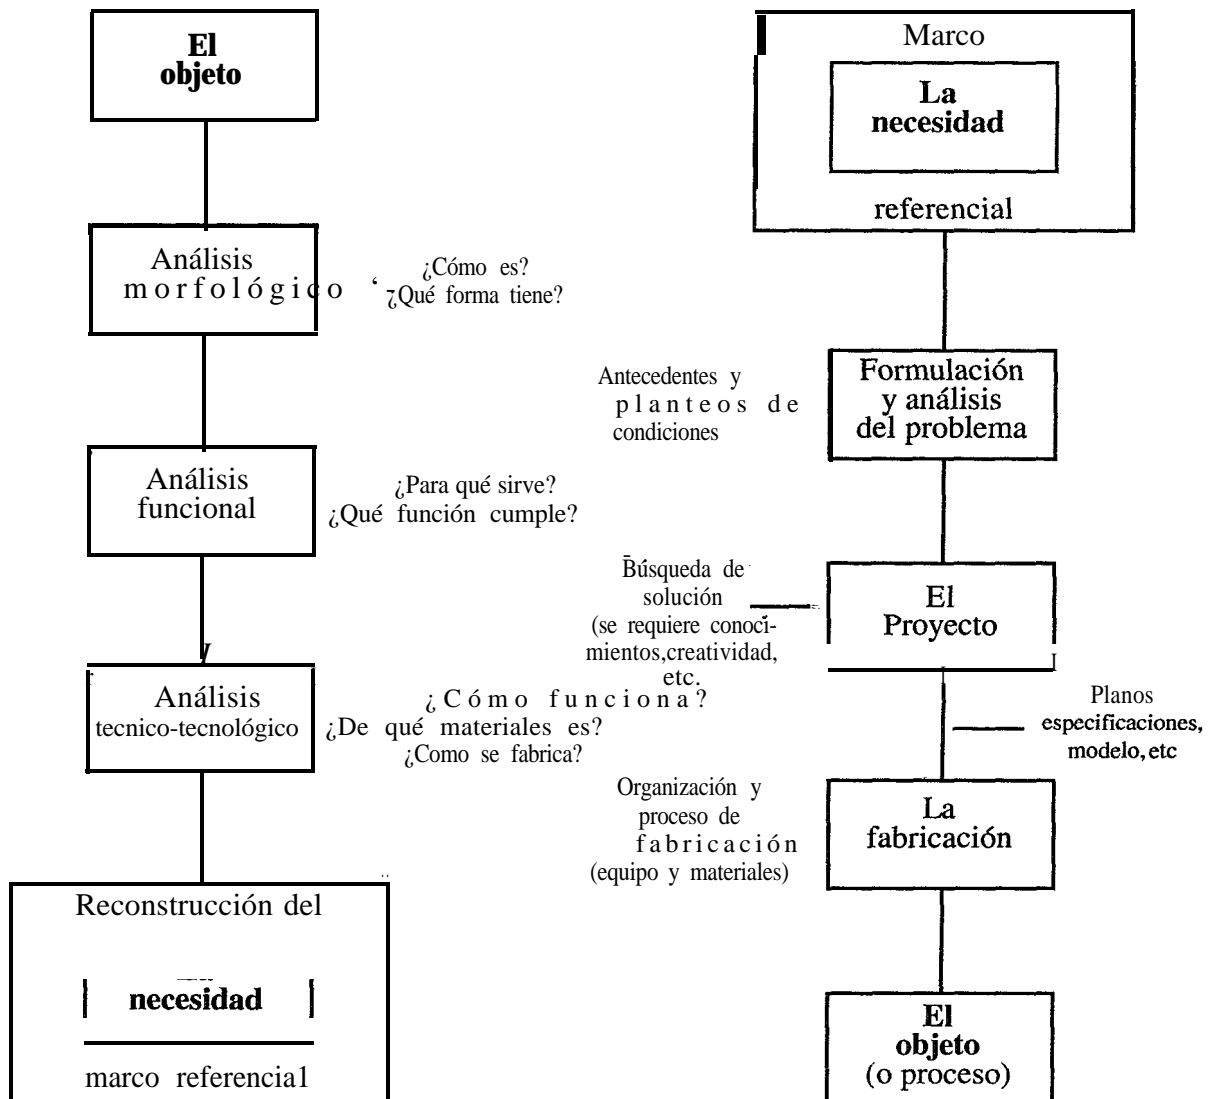 El
objeto
Análisis
morfológico
¿Cómo es?
¿Qué forma tiene?
Análisis
funcional
¿Para qué sirve?
¿Qué función cumple?
Análisis
tecnico-tecnológico
¿Cómo funciona?
¿De qué materiales es?
¿Como se fabrica?
Reconstrucción del
necesidad
marco referencial
Marco
La
necesidad
referencial
Antecedentes y
planteos de
condiciones
Formulación
y análisis
del problema
Búsqueda de
solución
(se requiere conoci-
mientos,creatividad,
etc.
El
Proyecto
Planos
especificaciones,
modelo, etc
Organización y
proceso de
fabricación
(equipo y materiales)
La
fabricación
El
objeto
(o proceso)